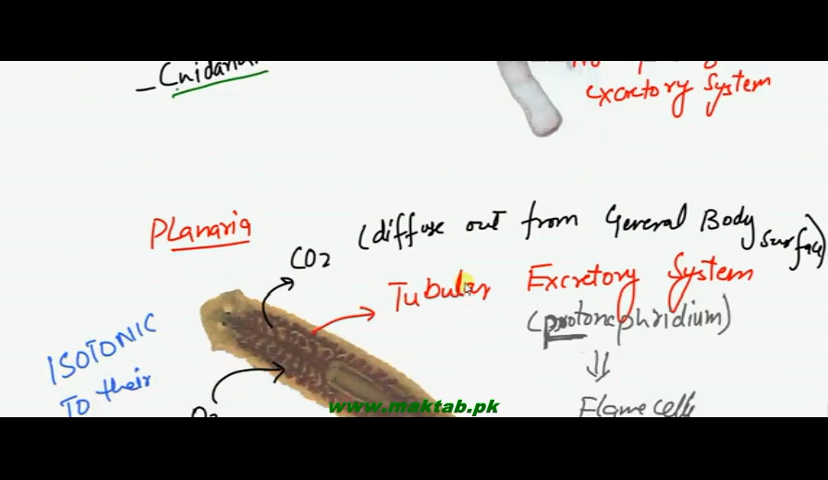 – Cnidaria
excretory System
Planaria
CO2 (diffuse out from General Body Surface)
Tubular Excretory System
(protonephridium)
ISOTONIC
TO their
O2
www.maktab.pk
Flame cells